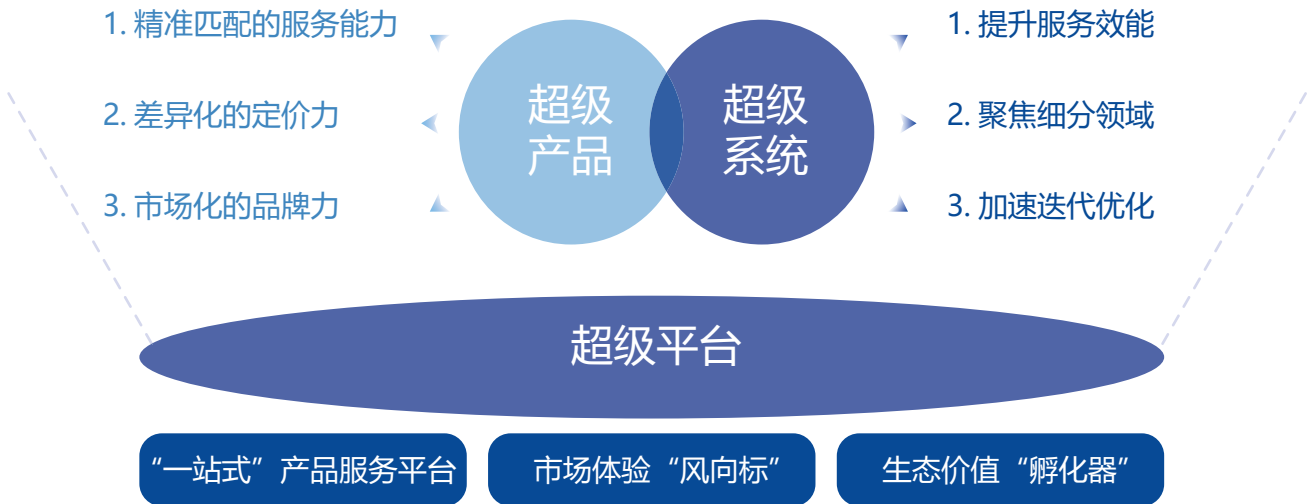 1. 精准匹配的服务能力
2. 差异化的定价力
3. 市场化的品牌力
超级
产品
超级
系统
1. 提升服务效能
2. 聚焦细分领域
3. 加速迭代优化
超级平台
“一站式”产品服务平台
市场体验“风向标”
生态价值“孵化器”